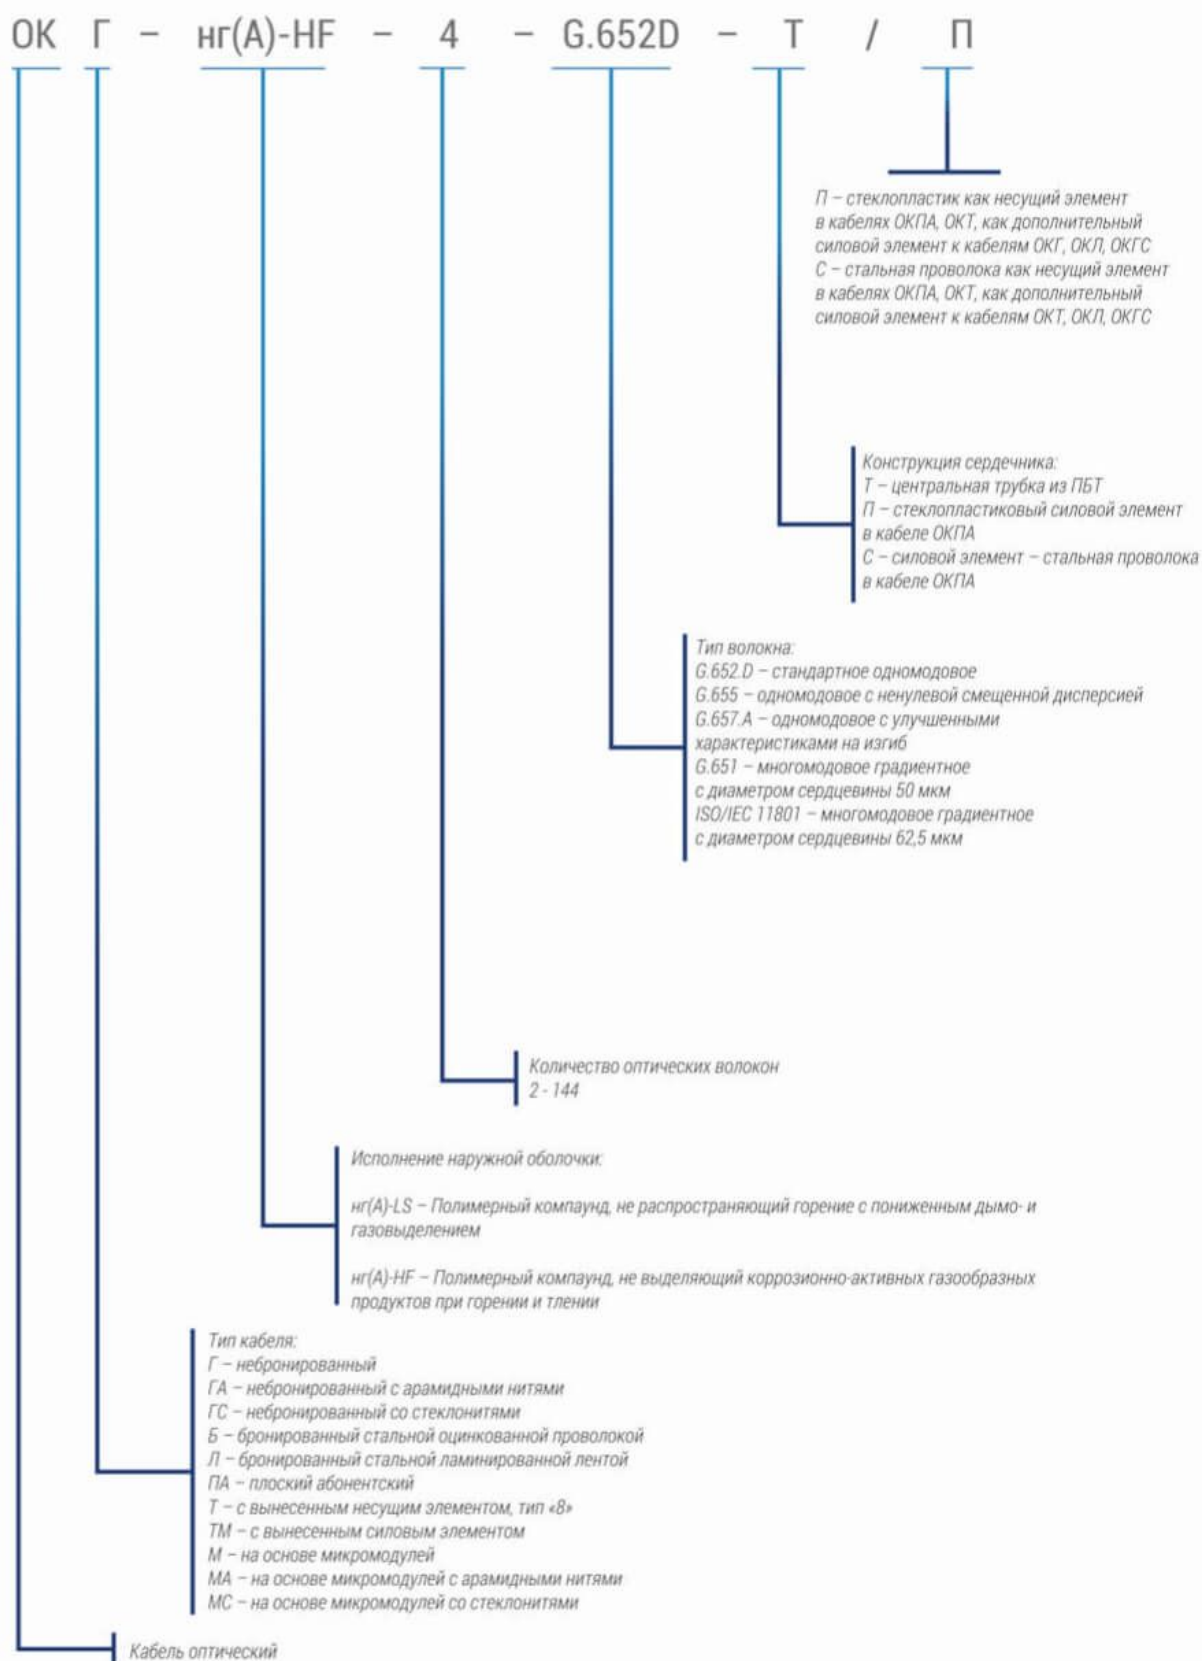 ОК Г – нг(А)-HF – 4 – G.652D – Т / П
П – стеклопластик как несущий элемент
в кабелях ОКПА, ОКТ, как дополнительный
силовой элемент к кабелям ОКГ, ОКЛ, ОКГС
С – стальная проволока как несущий элемент
в кабелях ОКПА, ОКТ, как дополнительный
силовой элемент к кабелям ОКТ, ОКЛ, ОКГС
Конструкция сердечника:
Т – центральная трубка из ПБТ
П – стеклопластиковый силовой элемент
в кабеле ОКПА
С – силовой элемент – стальная проволока
в кабеле ОКПА
Тип волокна:
G.652.D – стандартное одномодовое
G.655 – одномодовое с ненулевой смещенной дисперсией
G.657.A – одномодовое с улучшенными
характеристиками на изгиб
G.651 – многомодовое градиентное
с диаметром сердцевины 50 мкм
ISO/IEC 11801 – многомодовое градиентное
с диаметром сердцевины 62,5 мкм
Количество оптических волокон
2 - 144
Исполнение наружной оболочки:
нг(А)-LS – Полимерный компаунд, не распространяющий горение с пониженным дымо- и
газовыделением
нг(А)-HF – Полимерный компаунд, не выделяющий коррозионно-активных газообразных
продуктов при горении и тлении
Тип кабеля:
Г – небронированный
ГА – небронированный с арамидными нитями
ГС – небронированный со стеклонитями
Б – бронированный стальной оцинкованной проволокой
Л – бронированный стальной ламинированной лентой
ПА – плоский абонентский
Т – с вынесенным несущим элементом, тип «8»
ТМ – с вынесенным силовым элементом
М – на основе микромодулей
МА – на основе микромодулей с арамидными нитями
МС – на основе микромодулей со стеклонитями
Кабель оптический